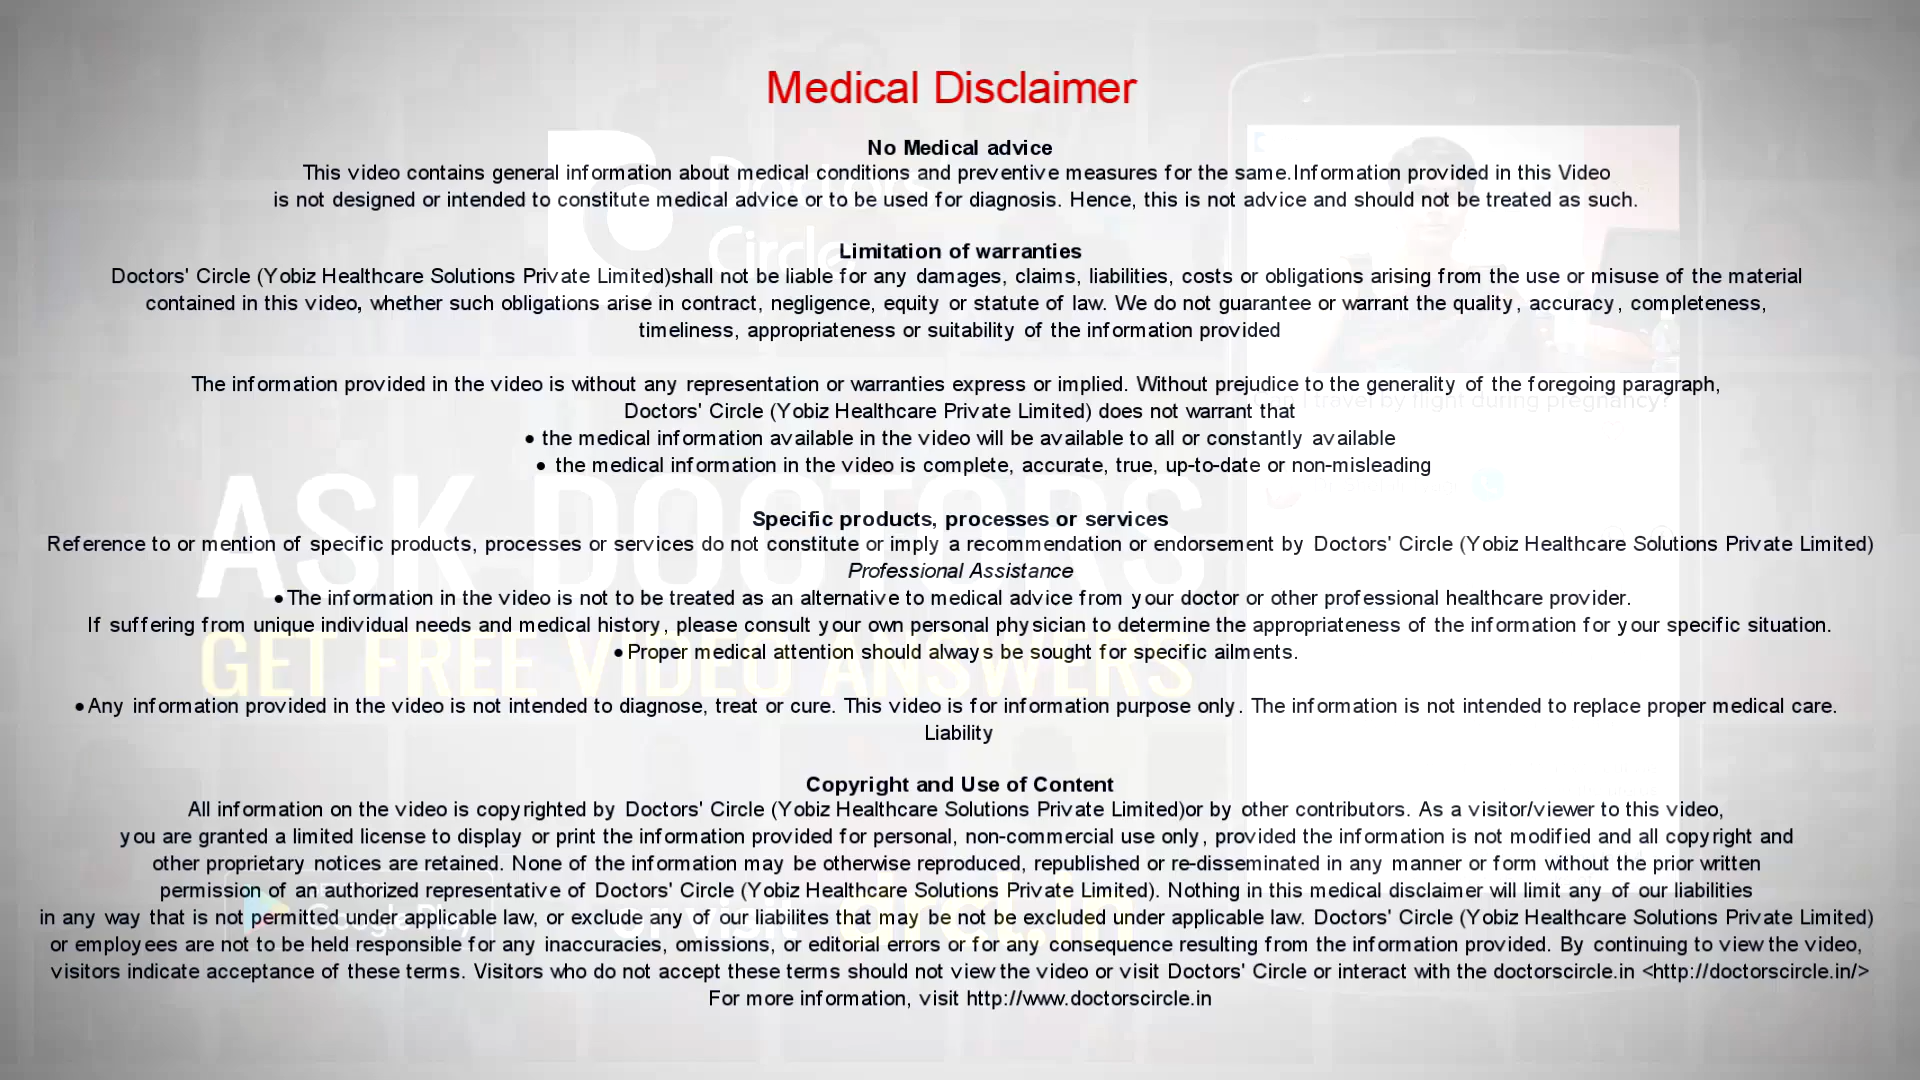 Medical Disclaimer
No Medical advice
This video contains general information about medical conditions and preventive measures for the same.Information provided in this Video
is not designed or intended to constitute medical advice or to be used for diagnosis. Hence, this is not advice and should not be treated as such.
Doctors'
Circle
Limitation of warranties
Doctors' Circle (Yobiz Healthcare Solutions Private Limited)shall not be liable for any damages, claims, liabilities, costs or obligations arising from the use or misuse of the material
contained in this video, whether such obligations arise in contract, negligence, equity or statute of law. We do not guarantee or warrant the quality, accuracy, completeness,
timeliness, appropriateness or suitability of the information provided
The information provided in the video is without any representation or warranties express or implied. Without prejudice to the generality of the foregoing paragraph,
Can I travel by flight during pregnancy?
Doctors' Circle (Yobiz Healthcare Private Limited) does not warrant that
• the medical information available in the video will be available to all or constantly available
• the medical information in the video is complete, accurate, true, up-to-date or non-misleading
ASK DOCTORS
Specific products, processes or services
Reference to or mention of specific products, processes or services do not constitute or imply a recommendation or endorsement by Doctors' Circle (Yobiz Healthcare Solutions Private Limited)
Professional Assistance
•The information in the video is not to be treated as an alternative to medical advice from your doctor or other professional healthcare provider.
If suffering from unique individual needs and medical history, please consult your own personal physician to determine the appropriateness of the information for your specific situation.
GET FREE VIDEO ANSWERS
•Proper medical attention should always be sought for specific ailments.
•Any information provided in the video is not intended to diagnose, treat or cure. This video is for information purpose only. The information is not intended to replace proper medical care.
Liability
Copyright and Use of Content
All information on the video is copyrighted by Doctors' Circle (Yobiz Healthcare Solutions Private Limited)or by other contributors. As a visitor/viewer to this video,
you are granted a limited license to display or print the information provided for personal, non-commercial use only, provided the information is not modified and all copyright and
other proprietary notices are retained. None of the information may be otherwise reproduced, republished or re-disseminated in any manner or form without the prior written
permission of an authorized representative of Doctors' Circle (Yobiz Healthcare Solutions Private Limited). Nothing in this medical disclaimer will limit any of our liabilities
in any way that is not permitted under applicable law, or exclude any of our liabilites that may be not be excluded under applicable law. Doctors' Circle (Yobiz Healthcare Solutions Private Limited)
Google Play
or visit drcl.in
or employees are not to be held responsible for any inaccuracies, omissions, or editorial errors or for any consequence resulting from the information provided. By continuing to view the video,
visitors indicate acceptance of these terms. Visitors who do not accept these terms should not view the video or visit Doctors' Circle or interact with the doctorscircle.in <http://doctorscircle.in/>
For more information, visit http://www.doctorscircle.in